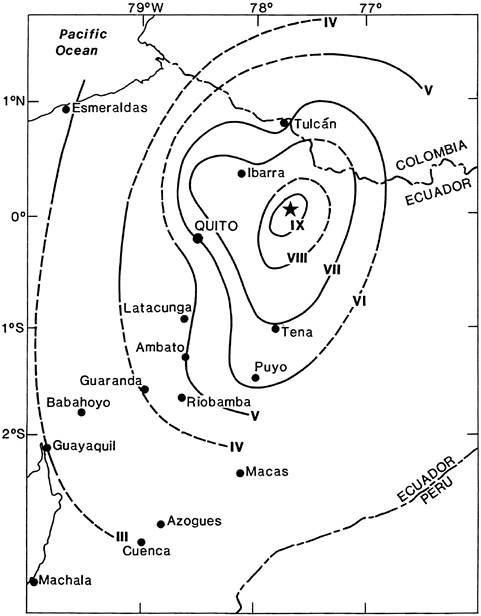 79°W
78°
77°
IV
Pacific
Ocean
V
1°N
Esmeraldas
Tulcán
COLOMBIA
ECUADOR
Ibarra
0°
QUITO
IX
VIII
VII
VI
Latacunga
1°S
Tena
Ambato
Puyo
Guaranda
Babahoyo
Riobamba
V
2°S
Guayaquil
IV
Macas
ECUADOR
PERU
Azogues
III
Cuenca
Machala